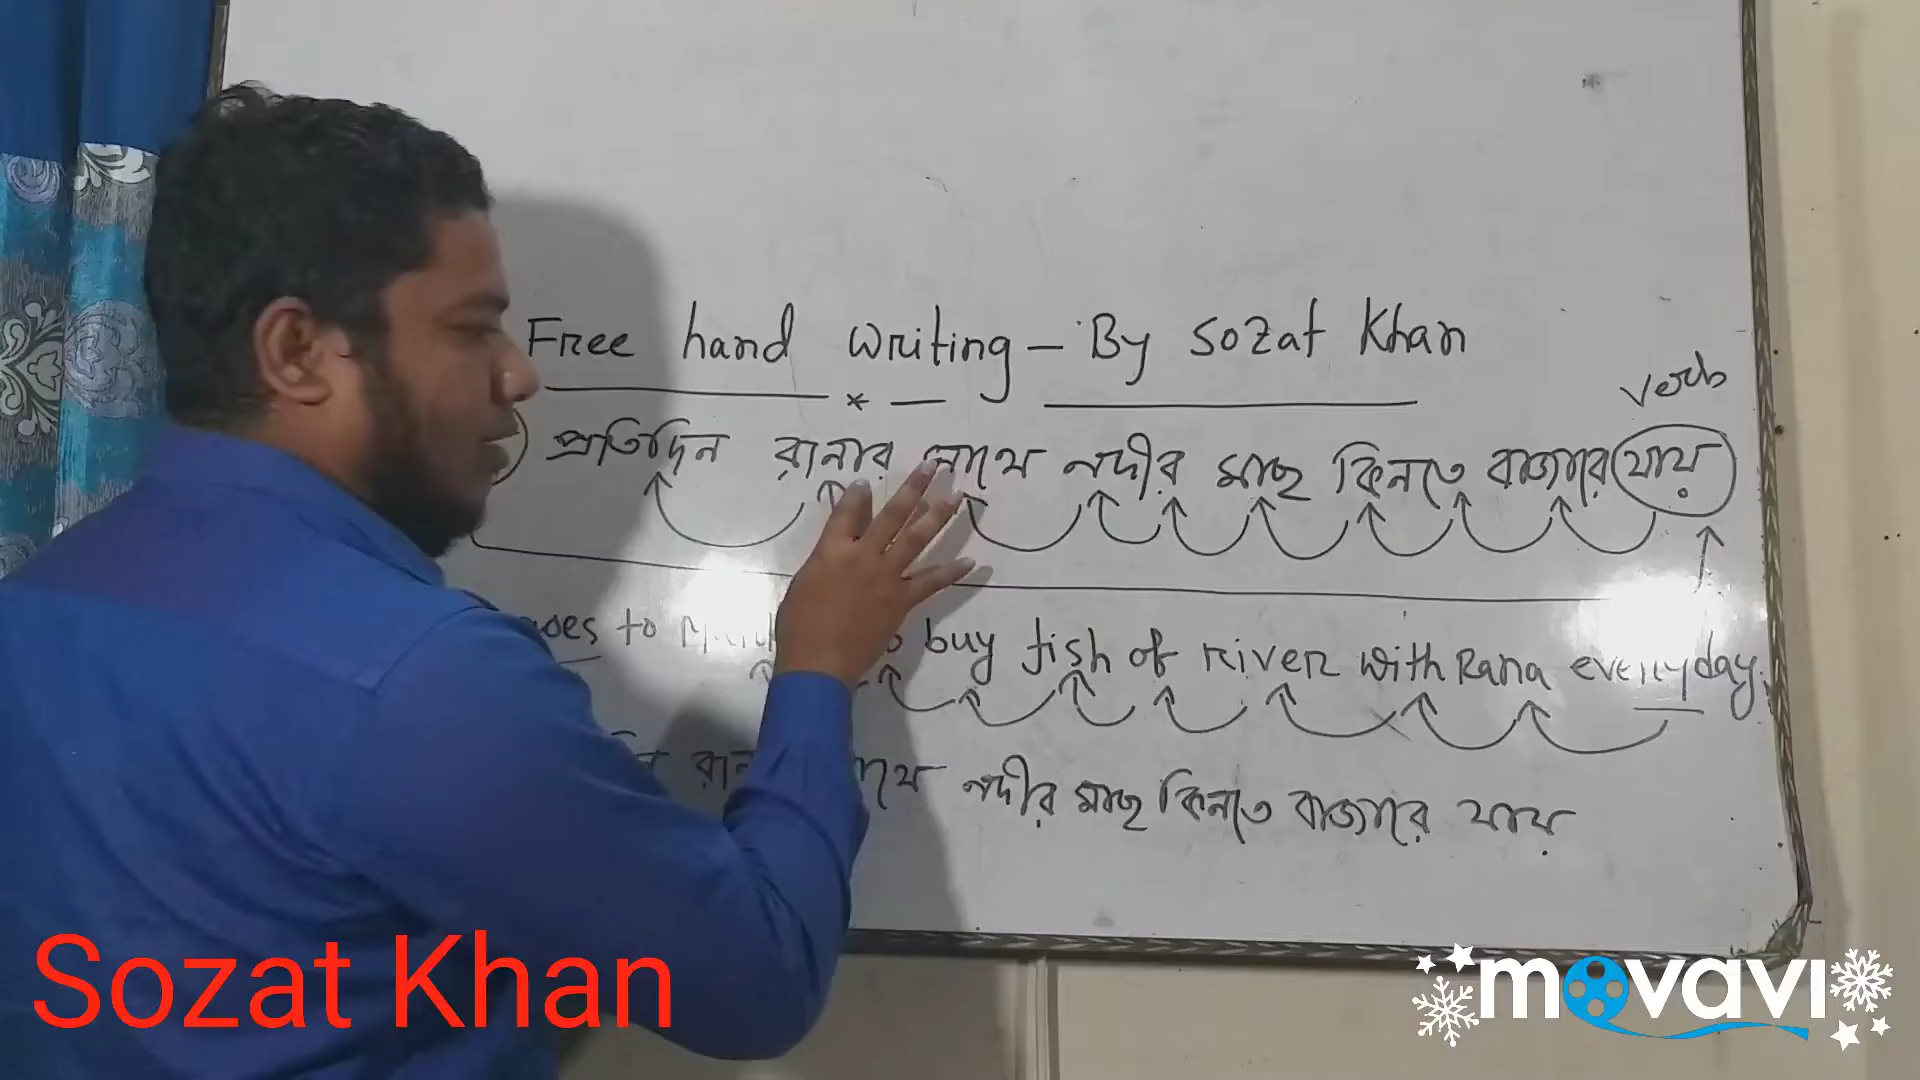 Free hand writing – By Sozat Khan
verb
প্রতিদিন রানার সাথে নদীর মাছ কিনতে বাজারে যায়
goes to buy fish of river with Rana everyday.
নদীর মাছ কিনতে বাজারে যায়
Sozat Khan
movavi